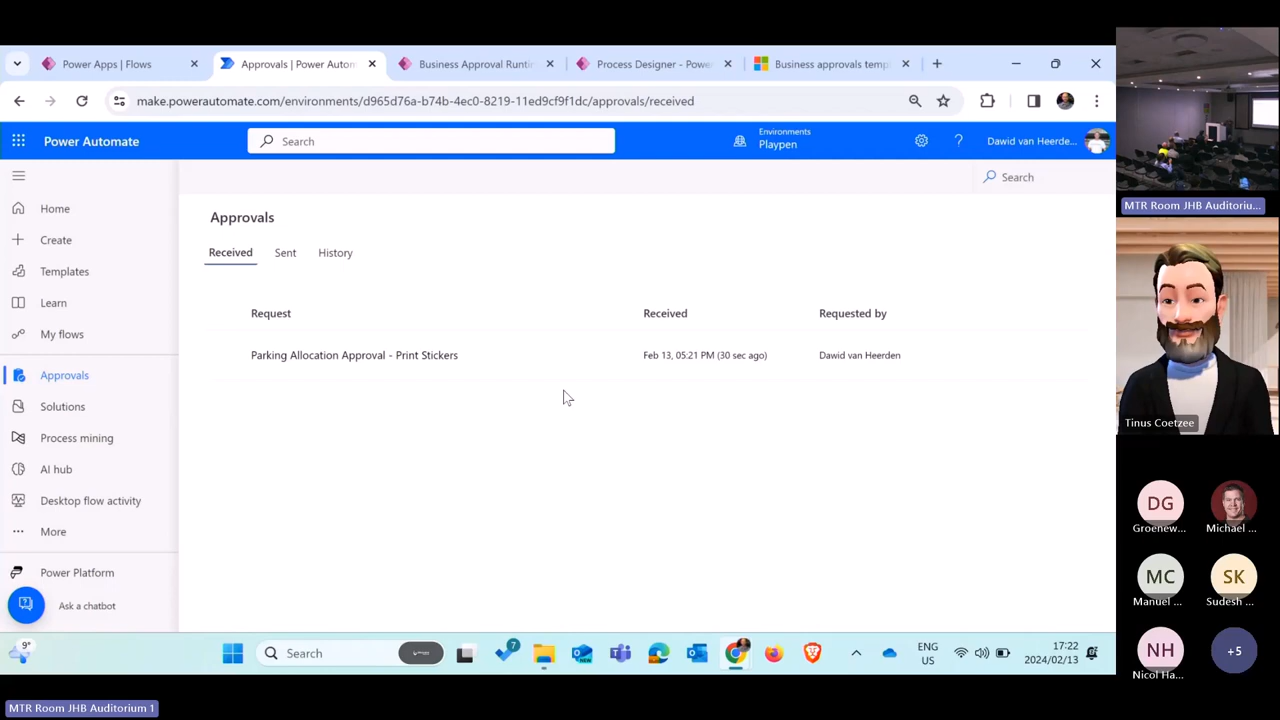 Power Apps | Flows
Approvals | Power Autom
Business Approval Runtir
Process Designer - Powe
Business approvals temp
make.powerautomate.com/environments/d965d76a-b74b-4ec0-8219-11ed9cf9f1dc/approvals/received
Power Automate
Search
Environments
Playpen
Dawid van Heerde...
Search
Home
Create
Templates
Learn
My flows
Approvals
Solutions
Process mining
AI hub
Desktop flow activity
More
Power Platform
Ask a chatbot
Approvals
Received
Sent
History
Request
Received
Requested by
Parking Allocation Approval - Print Stickers
Feb 13, 05:21 PM (30 sec ago)
Dawid van Heerden
MTR Room JHB Auditoriu...
Tinus Coetzee
DG
Groenew...
Michael ...
MC
Manuel ...
SK
Sudesh ...
NH
Nicol Ha...
+5
9°
Search
7
NEW
ENG
US
17:22
2024/02/13
MTR Room JHB Auditorium 1